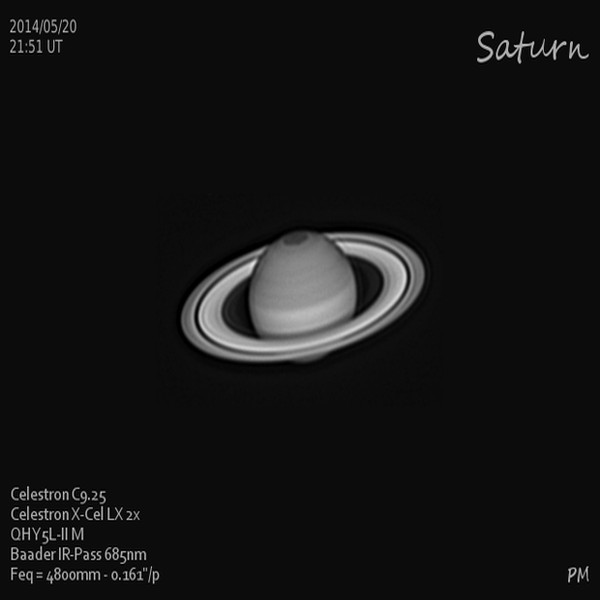 2014/05/20
21:51 UT
Saturn
Celestron C9.25
Celestron X-Cel LX 2x
QHY5L-II M
Baader IR-Pass 685nm
Feq = 4800mm - 0.161"/p
PM